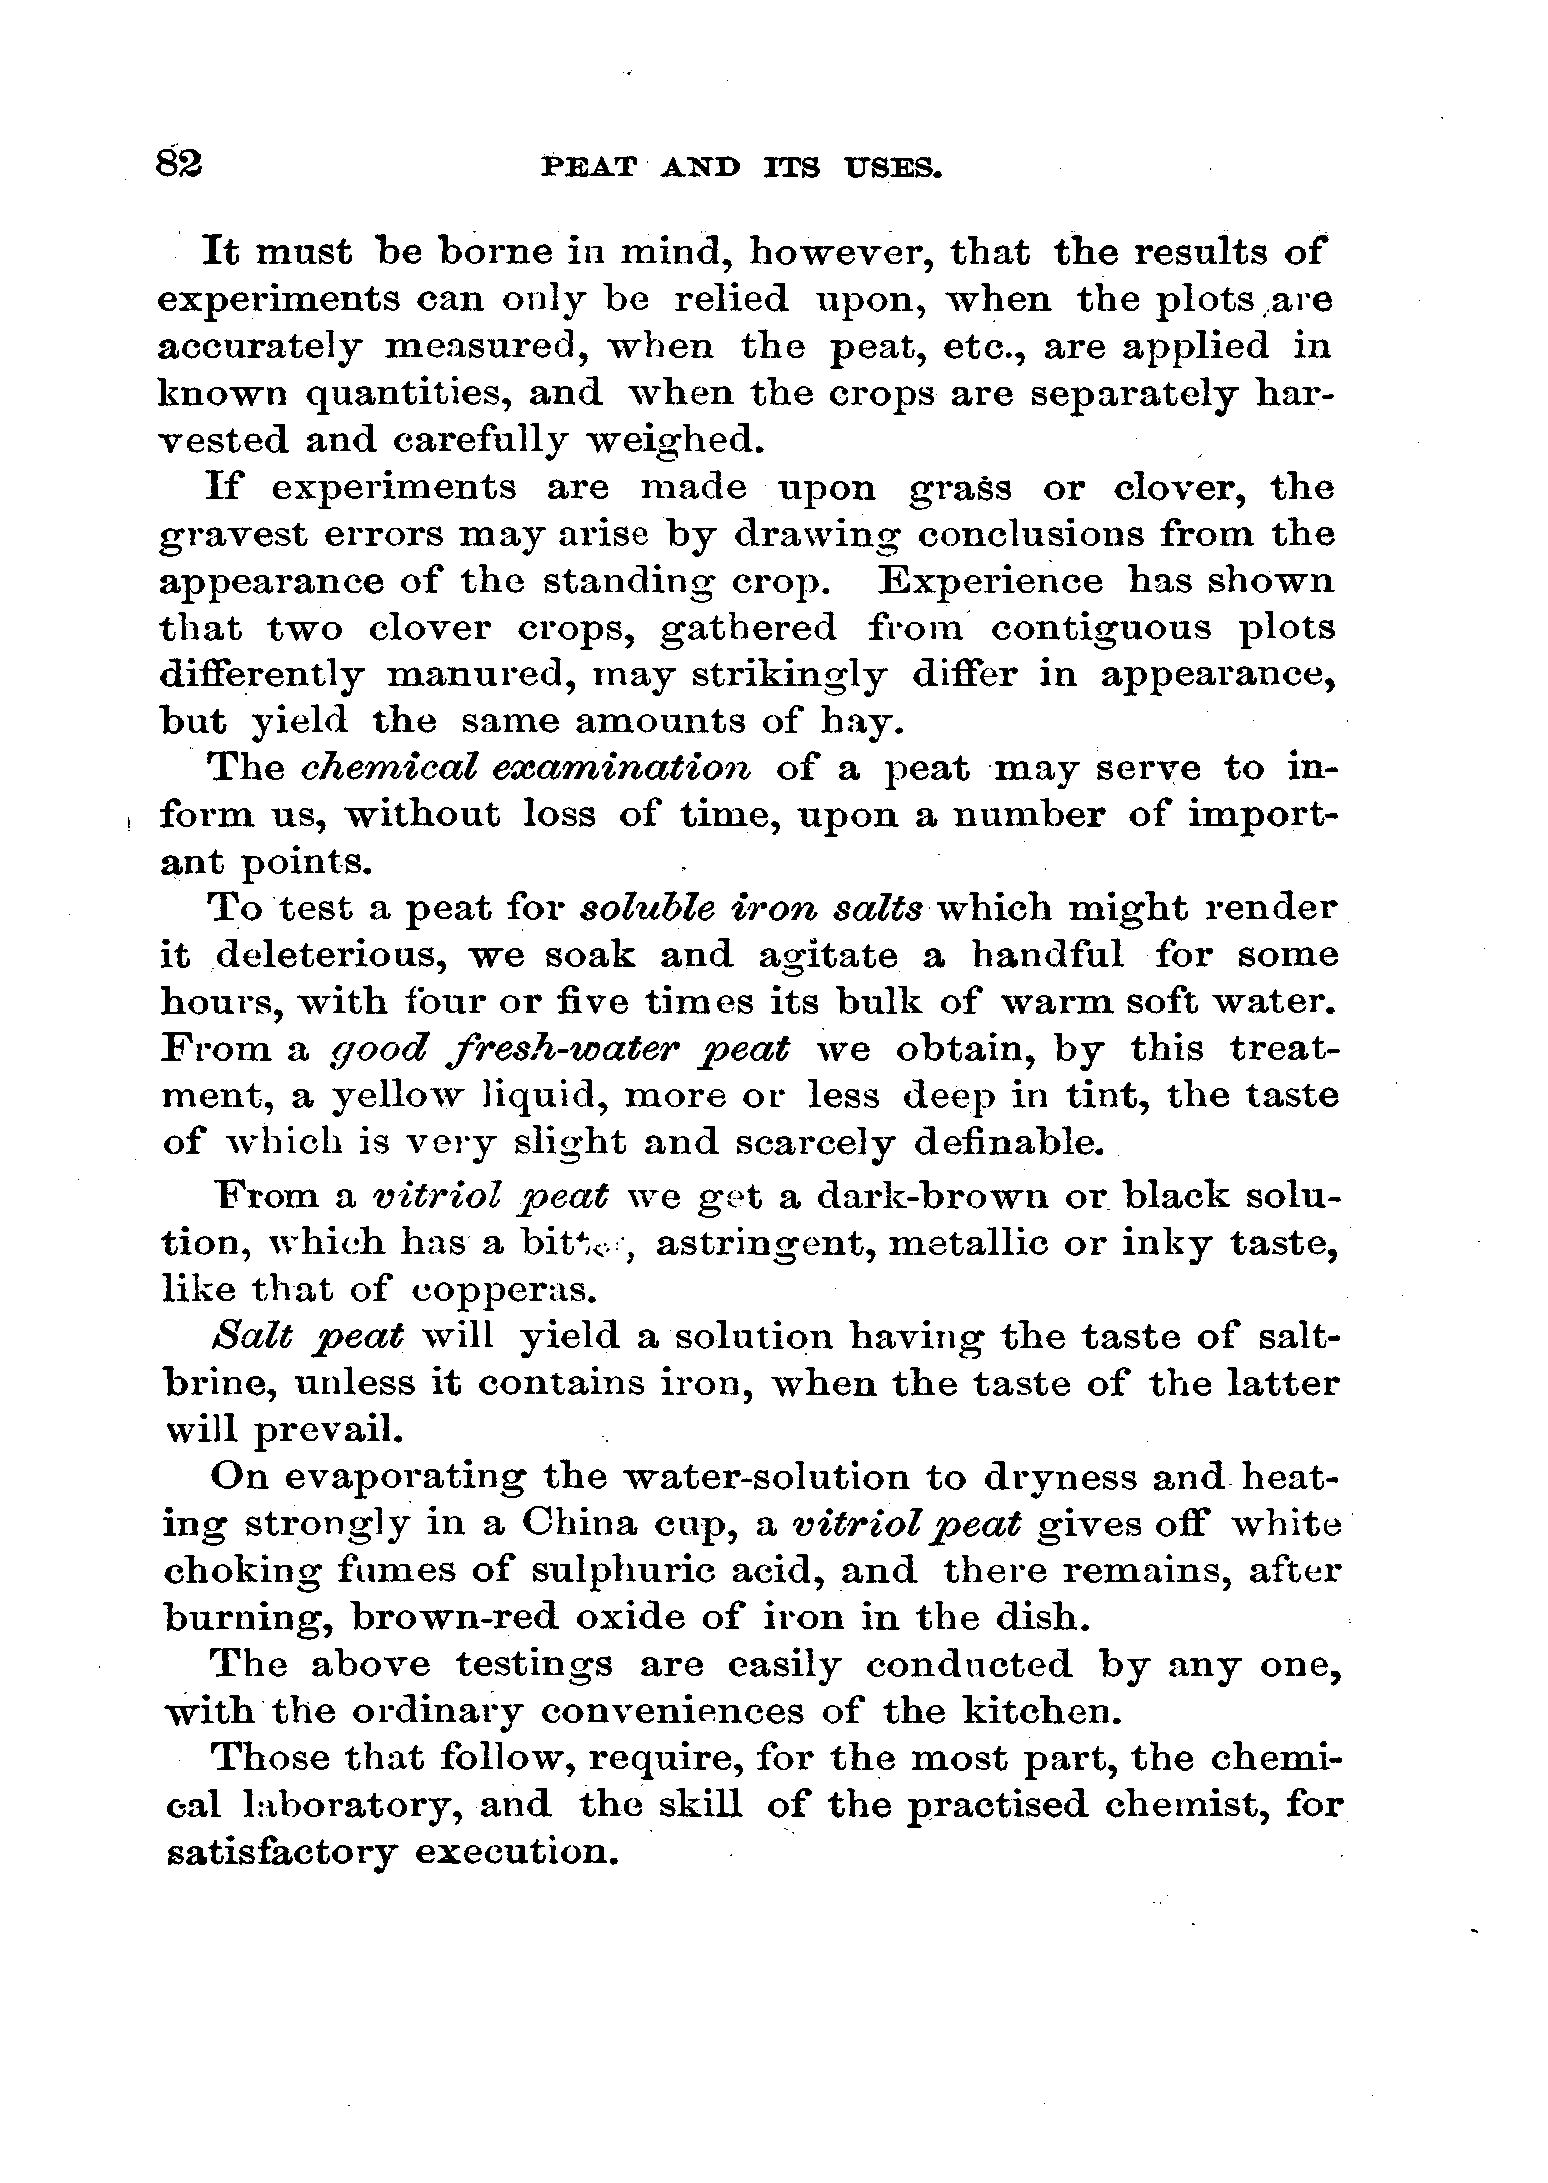 82 PEAT AND ITS USES.
It must be borne in mind, however, that the results of
experiments can only be relied upon, when the plots are
accurately measured, when the peat, etc., are applied in
known quantities, and when the crops are separately har-
vested and carefully weighed.
If experiments are made upon grass or clover, the
gravest errors may arise by drawing conclusions from the
appearance of the standing crop. Experience has shown
that two clover crops, gathered from contiguous plots
differently manured, may strikingly differ in appearance,
but yield the same amounts of hay.
The chemical examination of a peat may serve to in-
form us, without loss of time, upon a number of import-
ant points.
To test a peat for soluble iron salts which might render
it deleterious, we soak and agitate a handful for some
hours, with four or five times its bulk of warm soft water.
From a good fresh-water peat we obtain, by this treat-
ment, a yellow liquid, more or less deep in tint, the taste
of which is very slight and scarcely definable.
From a vitriol peat we get a dark-brown or black solu-
tion, which has a bitter, astringent, metallic or inky taste,
like that of copperas.
Salt peat will yield a solution having the taste of salt-
brine, unless it contains iron, when the taste of the latter
will prevail.
On evaporating the water-solution to dryness and heat-
ing strongly in a China cup, a vitriol peat gives off white
choking fumes of sulphuric acid, and there remains, after
burning, brown-red oxide of iron in the dish.
The above testings are easily conducted by any one,
with the ordinary conveniences of the kitchen.
Those that follow, require, for the most part, the chemi-
cal laboratory, and the skill of the practised chemist, for
satisfactory execution.